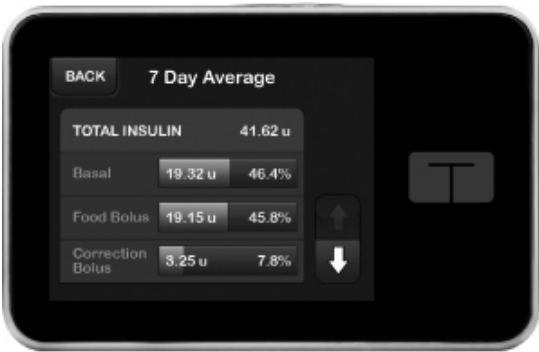 BACK 7 Day Average
TOTAL INSULIN 41.62 u
Basal 19.32 u 46.4%
Food Bolus 19.15 u 45.8%
Correction Bolus 3.25 u 7.8%